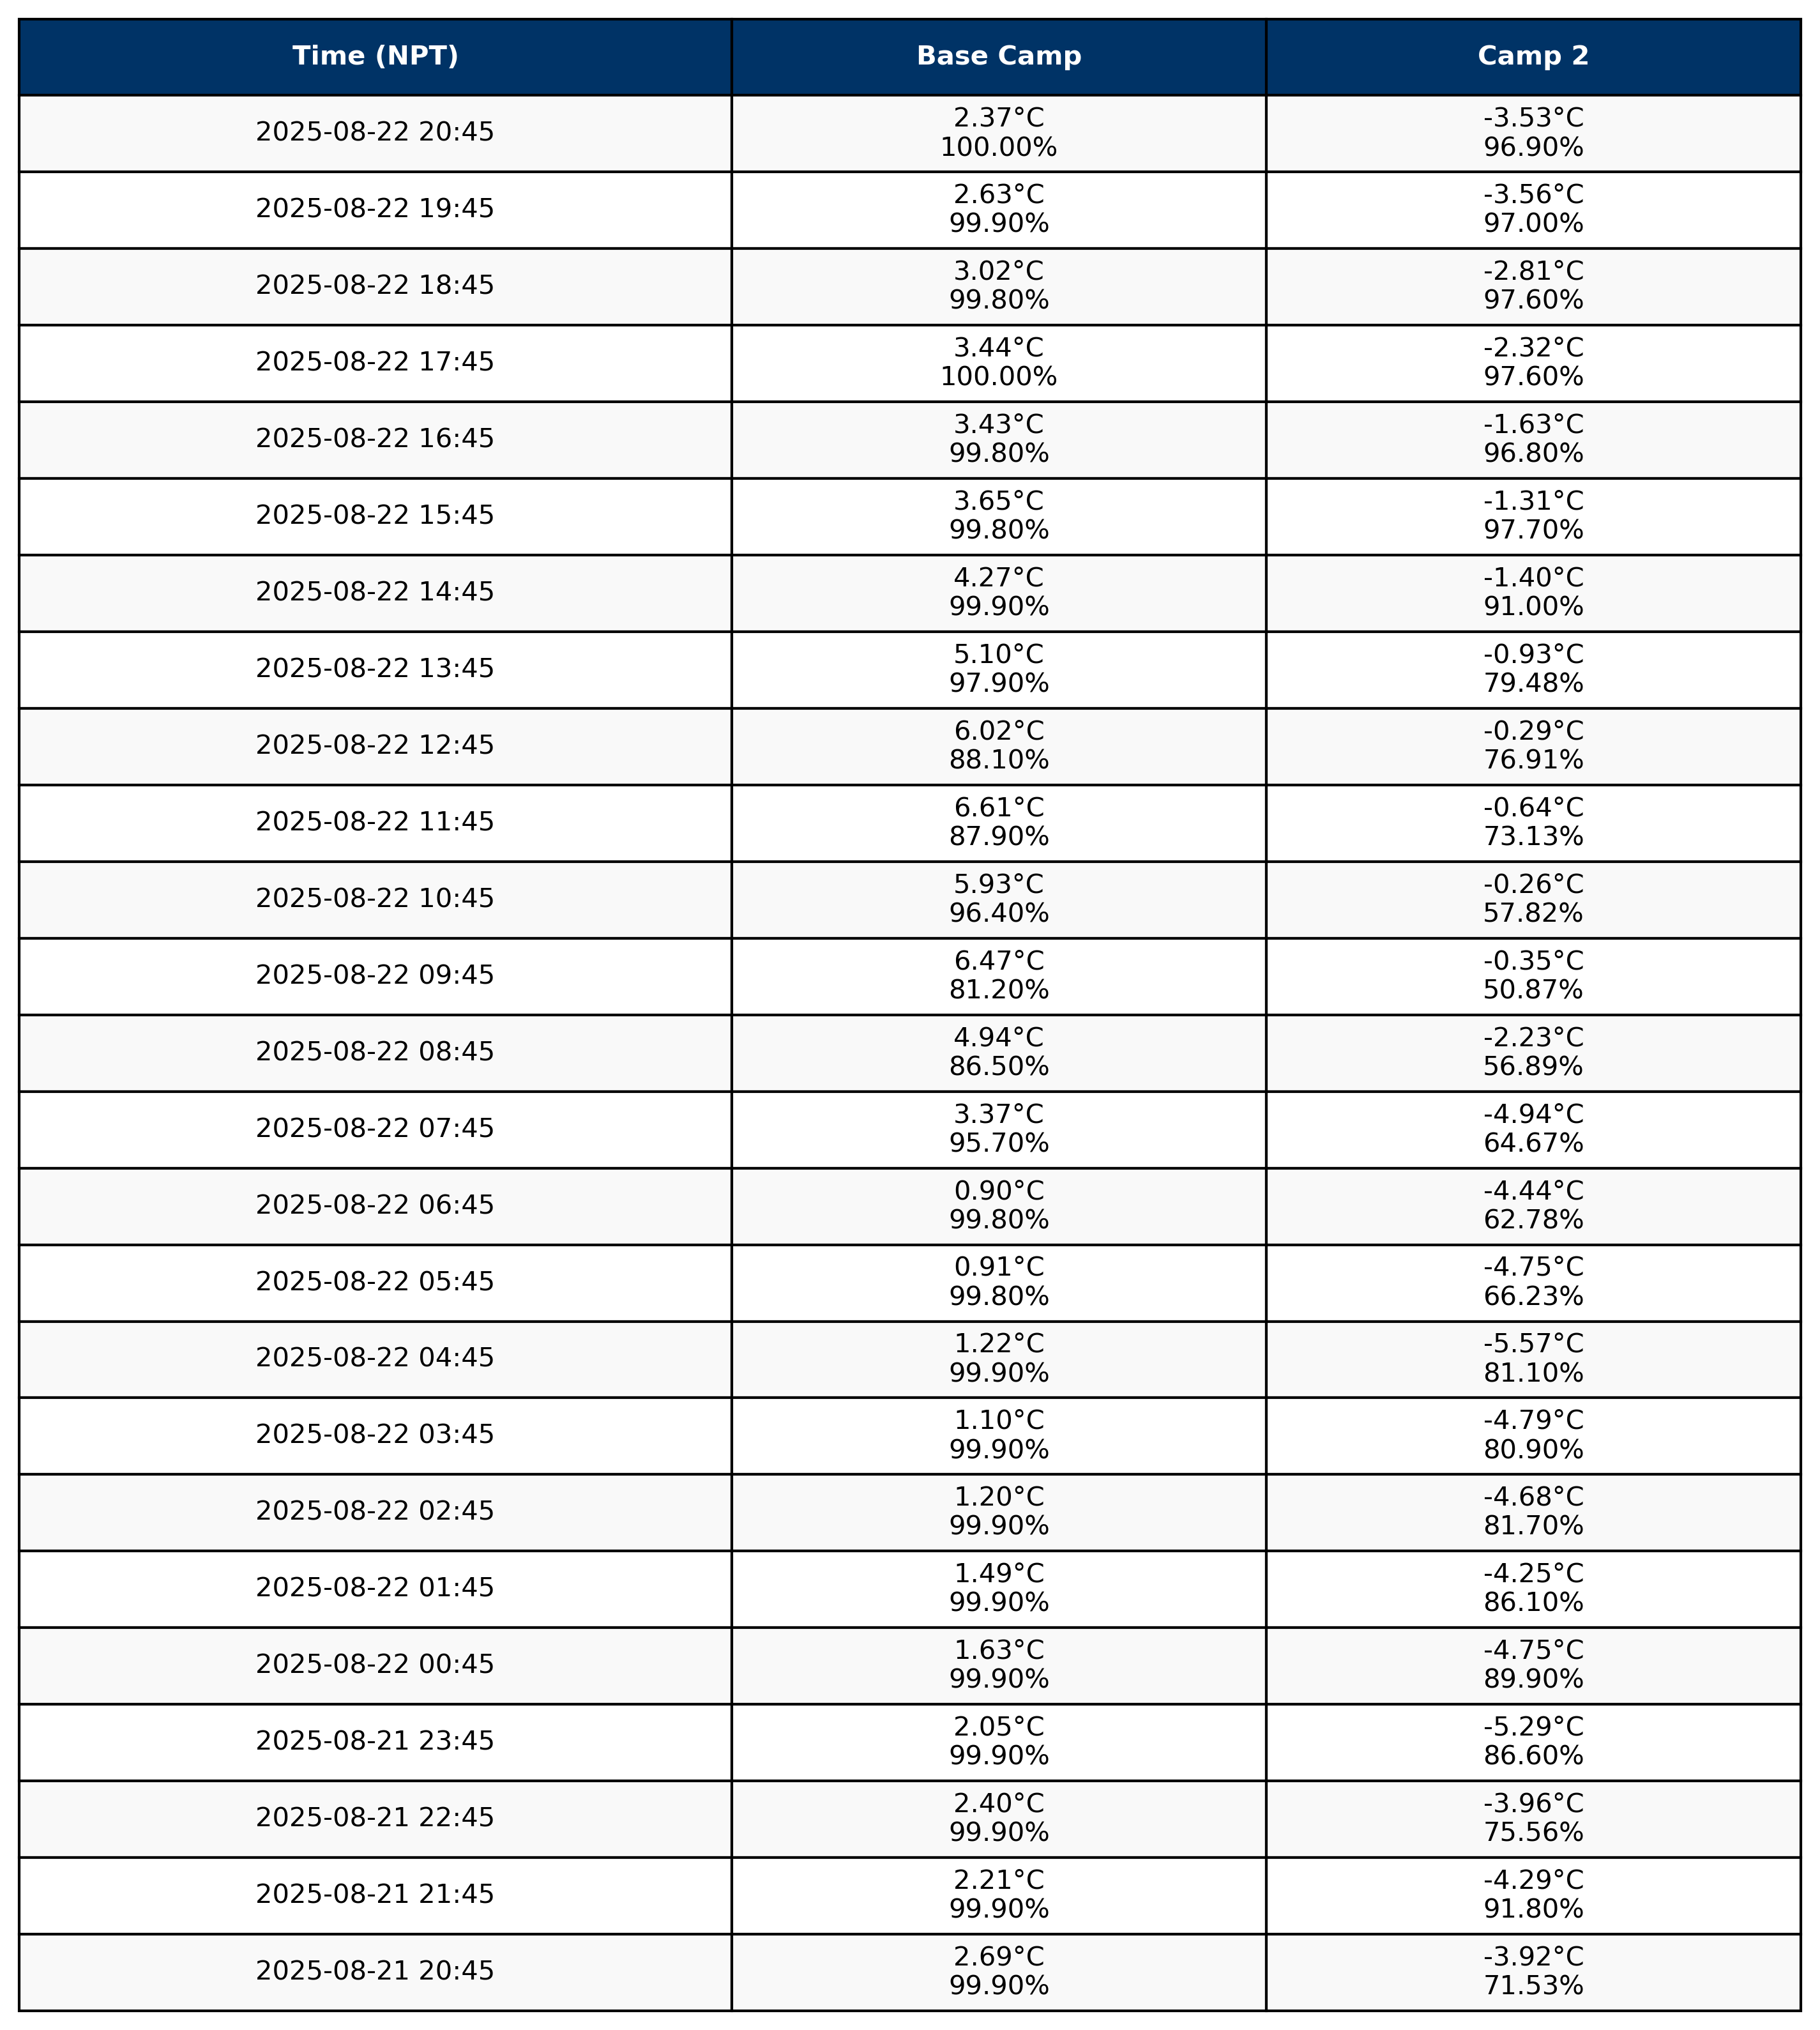 Time (NPT) Base Camp Camp 2
2025-08-22 20:45 2.37°C -3.53°C
100.00% 96.90%
2025-08-22 19:45 2.63°C -3.56°C
99.90% 97.00%
2025-08-22 18:45 3.02°C -2.81°C
99.80% 97.60%
2025-08-22 17:45 3.44°C -2.32°C
100.00% 97.60%
2025-08-22 16:45 3.43°C -1.63°C
99.80% 96.80%
2025-08-22 15:45 3.65°C -1.31°C
99.80% 97.70%
2025-08-22 14:45 4.27°C -1.40°C
99.90% 91.00%
2025-08-22 13:45 5.10°C -0.93°C
97.90% 79.48%
2025-08-22 12:45 6.02°C -0.29°C
88.10% 76.91%
2025-08-22 11:45 6.61°C -0.64°C
87.90% 73.13%
2025-08-22 10:45 5.93°C -0.26°C
96.40% 57.82%
2025-08-22 09:45 6.47°C -0.35°C
81.20% 50.87%
2025-08-22 08:45 4.94°C -2.23°C
86.50% 56.89%
2025-08-22 07:45 3.37°C -4.94°C
95.70% 64.67%
2025-08-22 06:45 0.90°C -4.44°C
99.80% 62.78%
2025-08-22 05:45 0.91°C -4.75°C
99.80% 66.23%
2025-08-22 04:45 1.22°C -5.57°C
99.90% 81.10%
2025-08-22 03:45 1.10°C -4.79°C
99.90% 80.90%
2025-08-22 02:45 1.20°C -4.68°C
99.90% 81.70%
2025-08-22 01:45 1.49°C -4.25°C
99.90% 86.10%
2025-08-22 00:45 1.63°C -4.75°C
99.90% 89.90%
2025-08-21 23:45 2.05°C -5.29°C
99.90% 86.60%
2025-08-21 22:45 2.40°C -3.96°C
99.90% 75.56%
2025-08-21 21:45 2.21°C -4.29°C
99.90% 91.80%
2025-08-21 20:45 2.69°C -3.92°C
99.90% 71.53%